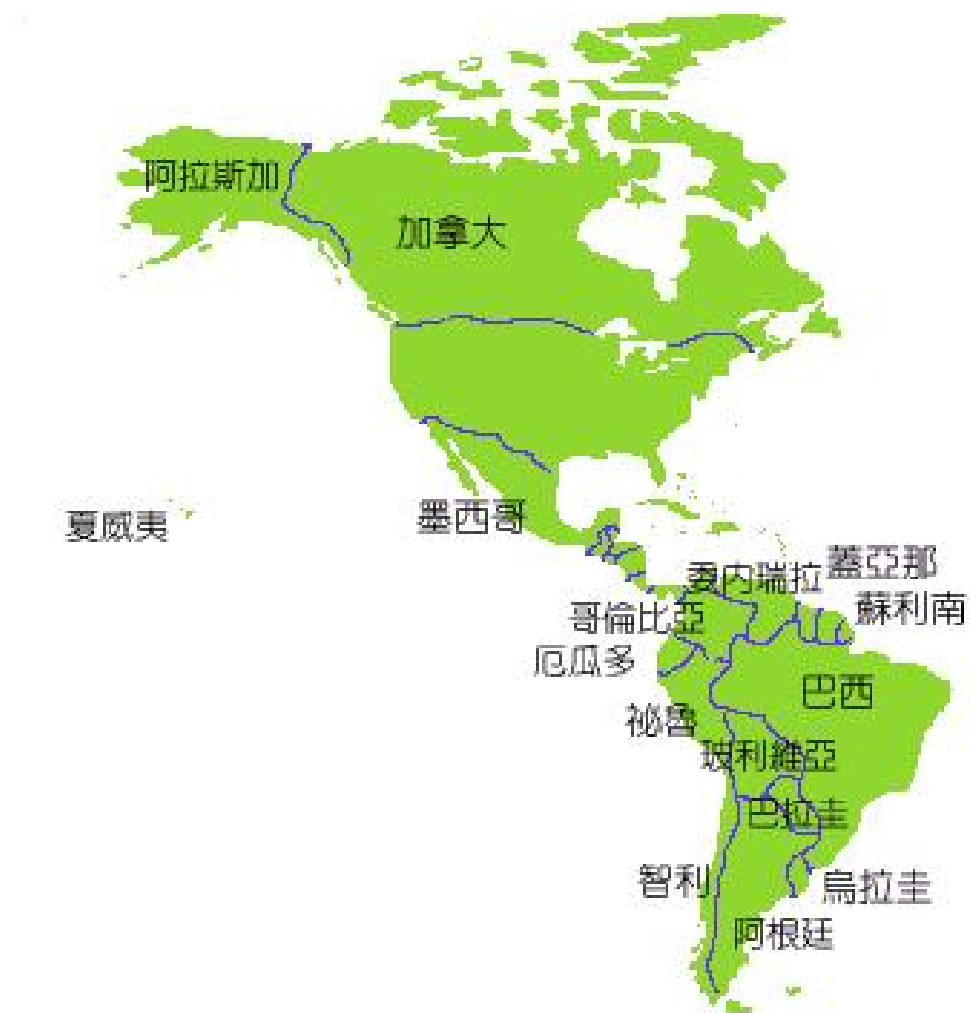 阿拉斯加
加拿大
夏威夷
墨西哥
委內瑞拉
蓋亞那
哥倫比亞
蘇利南
厄瓜多
巴西
祕魯
玻利維亞
巴拉圭
智利
烏拉圭
阿根廷